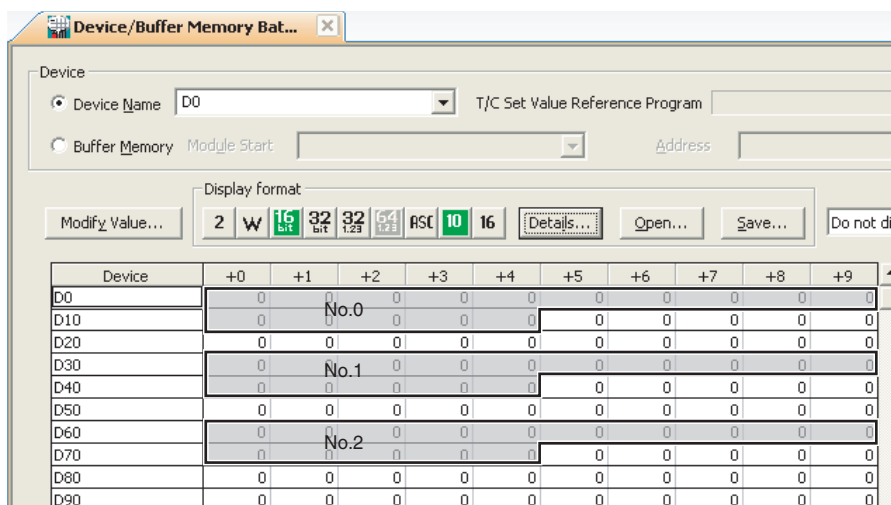 Device/Buffer Memory Bat...
Device
Device Name D0 T/C Set Value Reference Program
Buffer Memory Module Start Address
Display format
Modify Value... 2 W 16 bit 32 bit 32 1.23 64 1.23 ASC 10 16 Details... Open... Save... Do not di
Device +0 +1 +2 +3 +4 +5 +6 +7 +8 +9
D0 0 0 0 0 0 0 0 0 0 0
No.0
D10 0 0 0 0 0 0 0 0 0 0
D20 0 0 0 0 0 0 0 0 0 0
D30 0 0 0 0 0 0 0 0 0 0
No.1
D40 0 0 0 0 0 0 0 0 0 0
D50 0 0 0 0 0 0 0 0 0 0
D60 0 0 0 0 0 0 0 0 0 0
No.2
D70 0 0 0 0 0 0 0 0 0 0
D80 0 0 0 0 0 0 0 0 0 0
D90 0 0 0 0 0 0 0 0 0 0